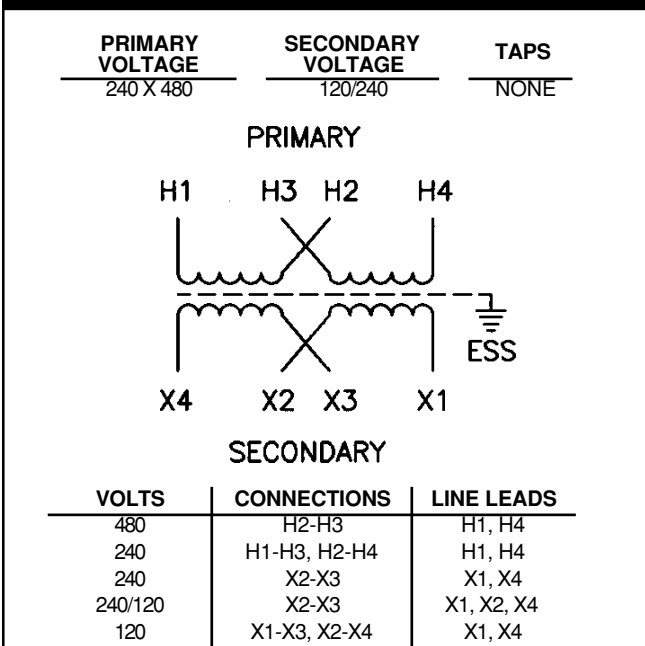 PRIMARY VOLTAGE SECONDARY VOLTAGE TAPS
240 X 480 120/240 NONE
PRIMARY
H1 H3 H2 H4
ESS
X4 X2 X3 X1
SECONDARY
VOLTS CONNECTIONS LINE LEADS
480 H2-H3 H1, H4
240 H1-H3, H2-H4 H1, H4
240 X2-X3 X1, X4
240/120 X2-X3 X1, X2, X4
120 X1-X3, X2-X4 X1, X4